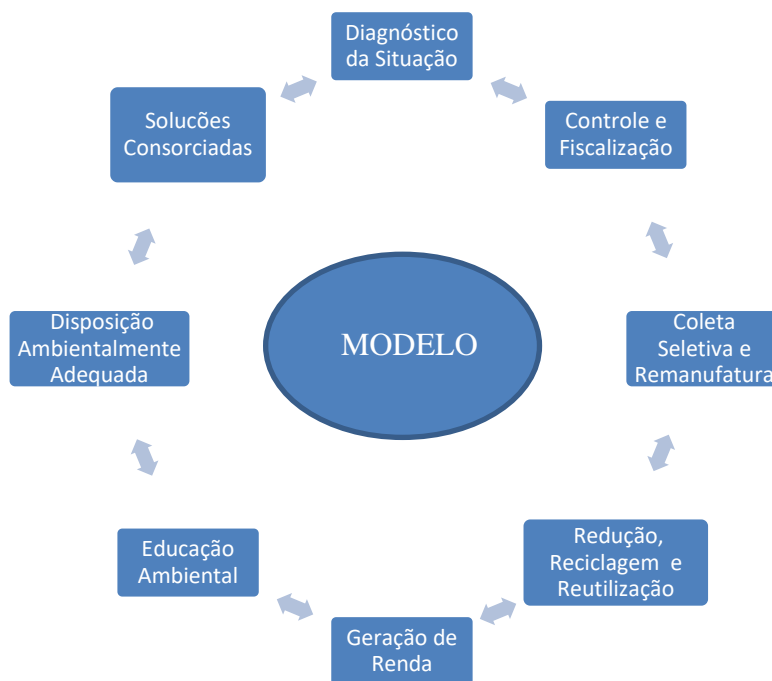 Diagnóstico
da Situação
Controle e
Fiscalização
Coleta
Seletiva e
Remanufatura
Redução,
Reciclagem e
Reutilização
Geração de
Renda
Educação
Ambiental
Disposição
Ambientalmente
Adequada
Solucões
Consorciadas
MODELO